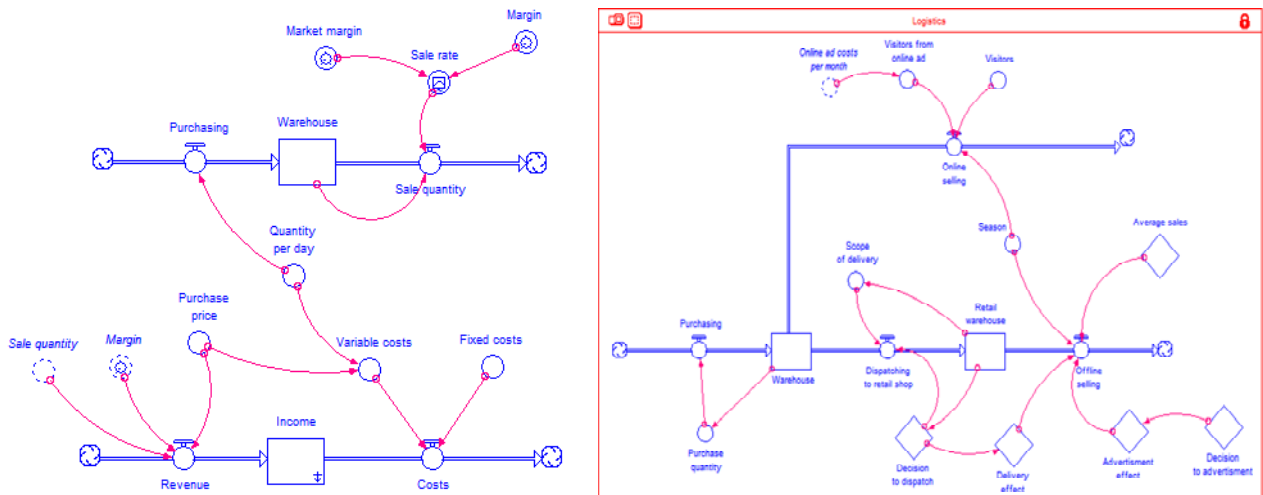 Market margin
Margin
Sale rate
Purchasing
Warehouse
Sale quantity
Quantity
per day
Purchase
price
Sale quantity
Margin
Variable costs
Fixed costs
Income
Revenue
Costs
Logistics
Online ad costs
per month
Visitors from
online ad
Visitors
Online
selling
Season
Average sales
Scope
of delivery
Retail
warehouse
Purchasing
Warehouse
Dispatching
to retail shop
Offline
selling
Purchase
quantity
Decision
to dispatch
Delivery
effect
Advertisment
effect
Decision
to advertisment